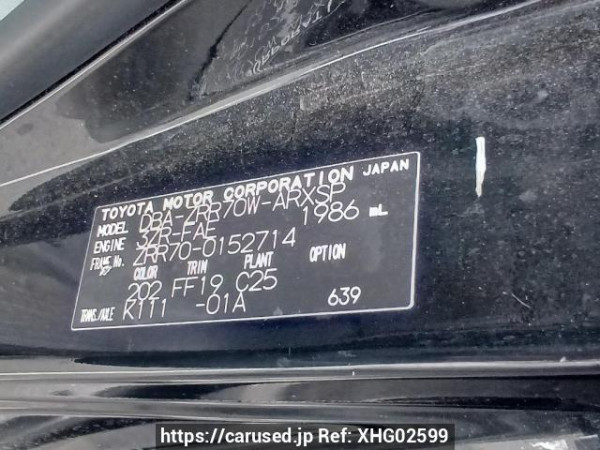 TOYOTA MOTOR CORPORATION JAPAN
MODEL DBA-ZRR70W-ARXSP
ENGINE 3ZR-FAE 1986 mL
FRAME No. ZRR70-0152714
COLOR TRIM PLANT OPTION
202 FF19 C25
TRANS./AXLE K111 -01A 639
https://carused.jp Ref: XHG02599